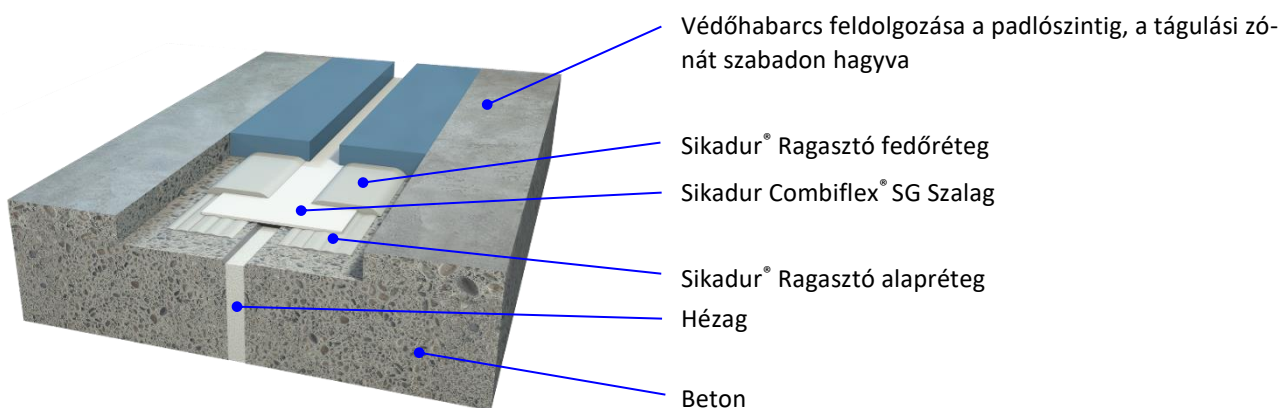 Védőhabarcs feldolgozása a padlószintig, a tágulási zó-
nát szabadon hagyva
Sikadur® Ragasztó fedőréteg
Sikadur Combiflex® SG Szalag
Sikadur® Ragasztó alapréteg
Hézag
Beton